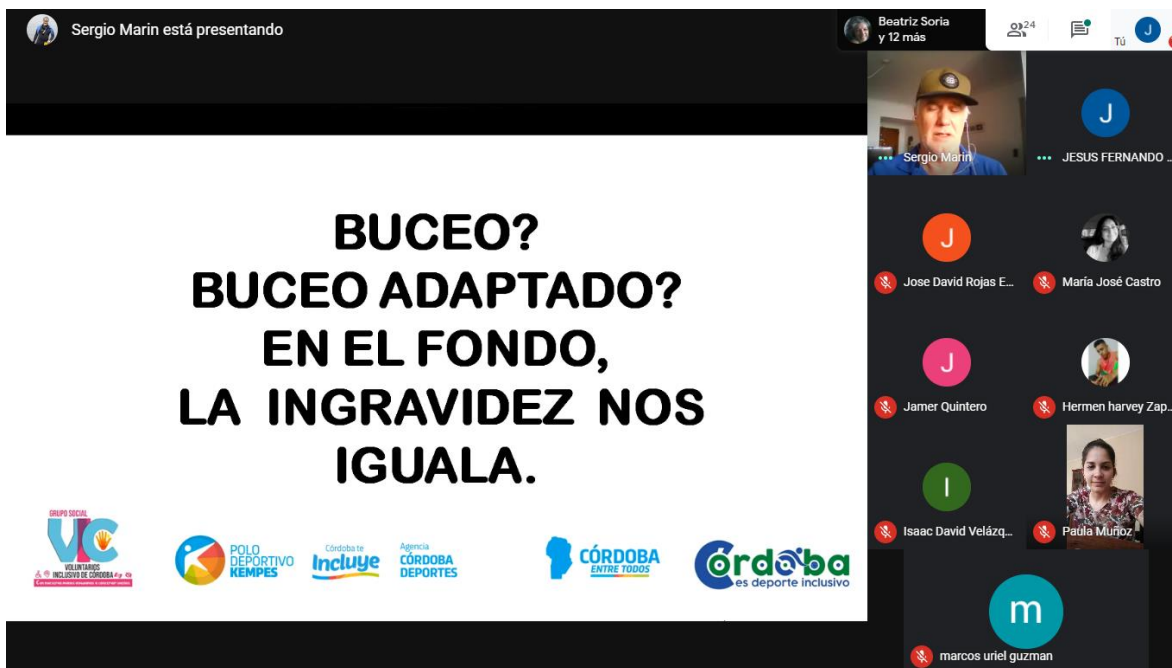 Sergio Marin está presentando
Beatriz Soria
y 12 más
24
Tú
J
Sergio Marin
J
JESUS FERNANDO ...
BUCEO?
BUCEO ADAPTADO?
EN EL FONDO,
LA INGRAVIDEZ NOS
IGUALA.
J
Jose David Rojas E...
María José Castro
J
Jamer Quintero
Hermen harvey Zap...
I
Isaac David Velázq...
Paula Muñoz
m
marcos uriel guzman
GRUPO SOCIAL
VIC
VOLUNTARIOS
INCLUSIVO DE CÓRDOBA
POLO
DEPORTIVO
KEMPES
Córdoba te
Incluye
Agencia
CÓRDOBA
DEPORTES
CÓRDOBA
ENTRE TODOS
Córdoba
es deporte inclusivo